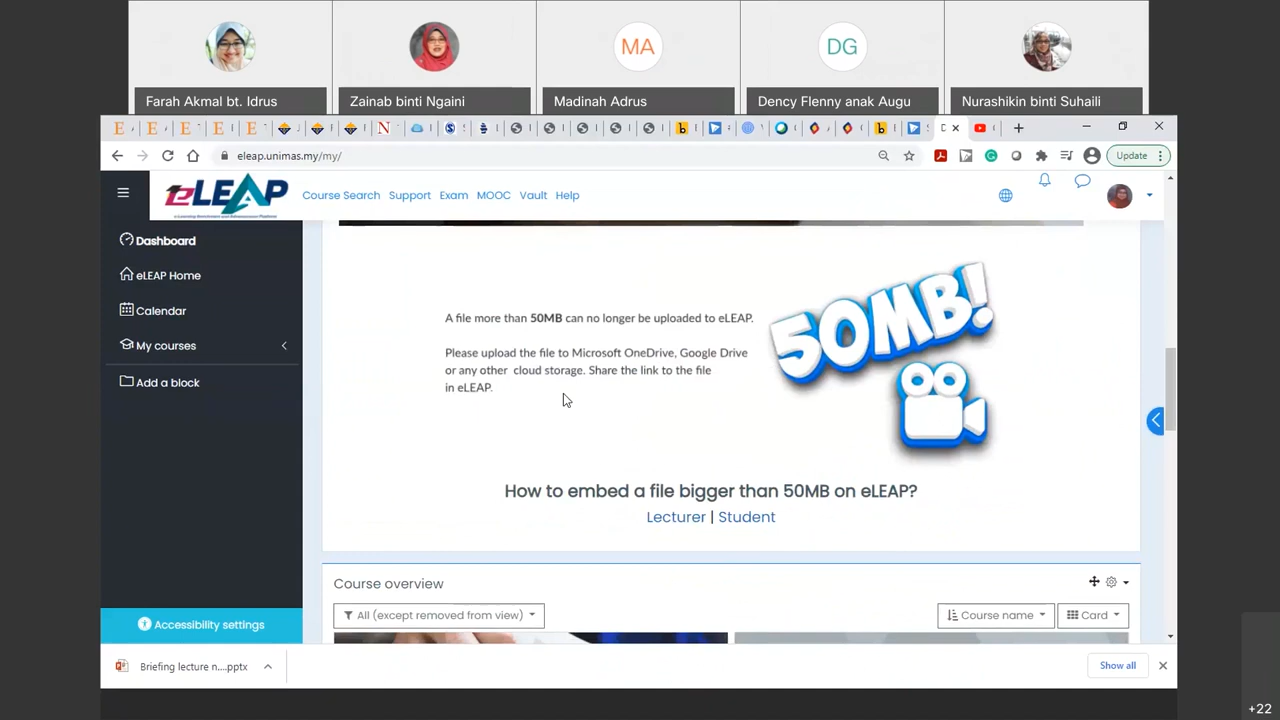 MA
DG
Farah Akmal bt. Idrus
Zainab binti Ngaini
Madinah Adrus
Dency Flenny anak Augu
Nurashikin binti Suhaili
eleap.unimas.my/my/
Update
eLEAP
Course Search
Support
Exam
MOOC
Vault
Help
Dashboard
eLEAP Home
Calendar
My courses
Add a block
Accessibility settings
A file more than 50MB can no longer be uploaded to eLEAP.
Please upload the file to Microsoft OneDrive, Google Drive
or any other cloud storage. Share the link to the file
in eLEAP.
50MB!
How to embed a file bigger than 50MB on eLEAP?
Lecturer | Student
Course overview
All (except removed from view)
Course name
Card
Briefing lecture n....pptx
Show all
+22